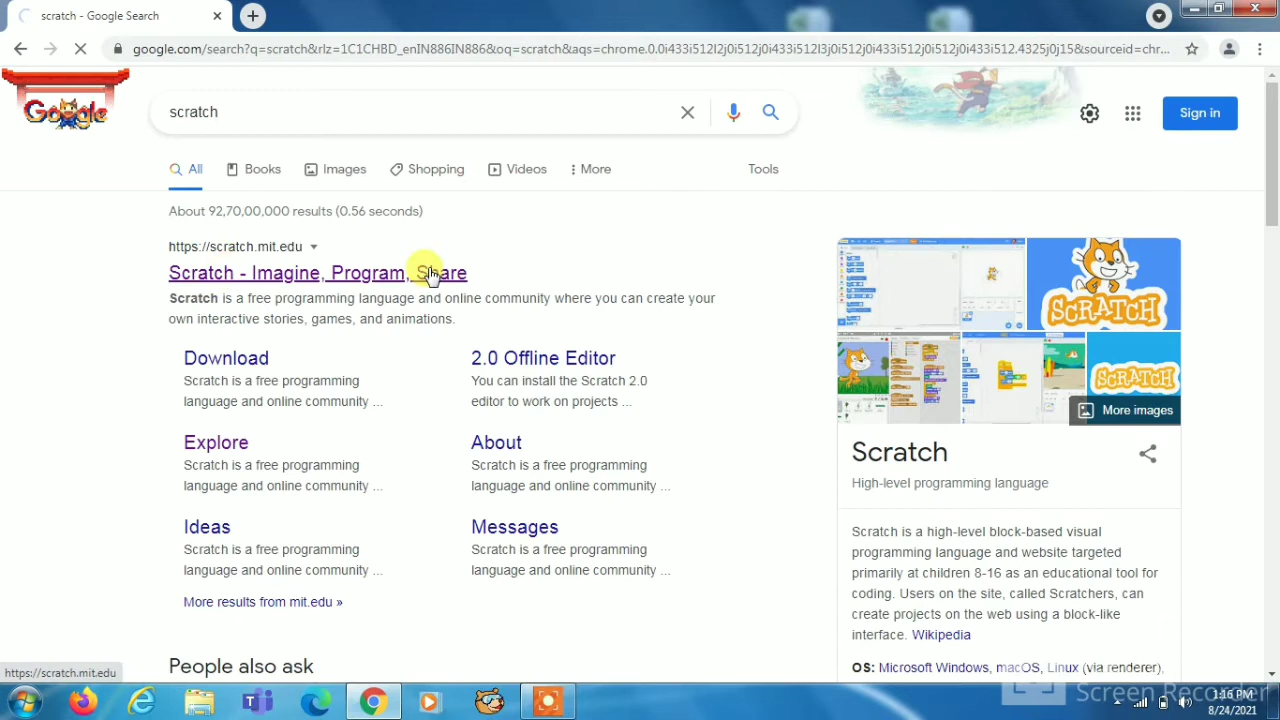 scratch - Google Search
google.com/search?q=scratch&rlz=1C1CHBD_enIN886IN886&oq=scratch&aqs=chrome.0.0i433i512l2j0i512j0i433i512l3j0i512j0i433i512j0i512j0i433i512.4325j0j15&sourceid=chr...
Google
scratch
Sign in
All
Books
Images
Shopping
Videos
More
Tools
About 92,70,00,000 results (0.56 seconds)
https://scratch.mit.edu
Scratch - Imagine, Program, Share
Scratch is a free programming language and online community where you can create your
own interactive stories, games, and animations.
Download
Scratch is a free programming
language and online community ...
2.0 Offline Editor
You can install the Scratch 2.0
editor to work on projects ...
Explore
Scratch is a free programming
language and online community ...
About
Scratch is a free programming
language and online community ...
Ideas
Scratch is a free programming
language and online community ...
Messages
Scratch is a free programming
language and online community ...
More results from mit.edu »
People also ask
SCRATCH
SCRATCH
More images
Scratch
High-level programming language
Scratch is a high-level block-based visual
programming language and website targeted
primarily at children 8-16 as an educational tool for
coding. Users on the site, called Scratchers, can
create projects on the web using a block-like
interface. Wikipedia
OS: Microsoft Windows, macOS, Linux (via renderer),
https://scratch.mit.edu
Screen Recorder
1:16 PM
8/24/2021